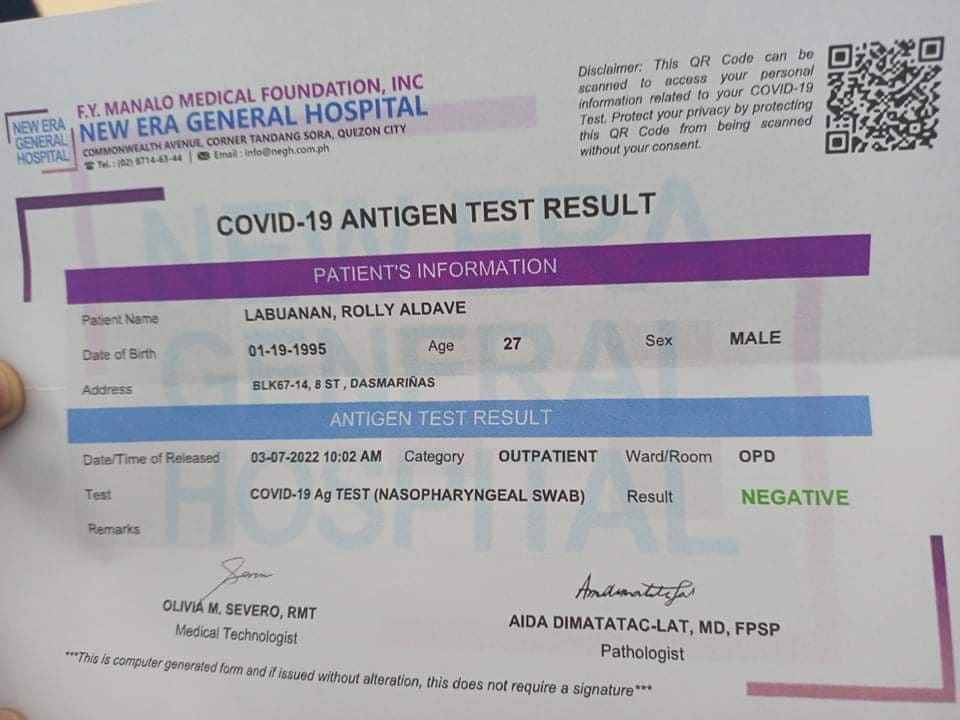 NEW ERA
GENERAL
HOSPITAL
F.Y. MANALO MEDICAL FOUNDATION, INC
NEW ERA GENERAL HOSPITAL
COMMONWEALTH AVENUE, CORNER TANDANG SORA, QUEZON CITY
Tel. : (02) 8714-63-44 | Email : info@negh.com.ph
Disclaimer: This QR Code can be
scanned to access your personal
information related to your COVID-19
Test. Protect your privacy by protecting
this QR Code from being scanned
without your consent.
COVID-19 ANTIGEN TEST RESULT
PATIENT'S INFORMATION
Patient Name LABUANAN, ROLLY ALDAVE
Date of Birth 01-19-1995 Age 27 Sex MALE
Address BLK67-14, 8 ST , DASMARIÑAS
ANTIGEN TEST RESULT
Date/Time of Released 03-07-2022 10:02 AM Category OUTPATIENT Ward/Room OPD
Test COVID-19 Ag TEST (NASOPHARYNGEAL SWAB) Result NEGATIVE
Remarks
OLIVIA M. SEVERO, RMT
Medical Technologist
AIDA DIMATATAC-LAT, MD, FPSP
Pathologist
***This is computer generated form and if issued without alteration, this does not require a signature***
NEW ERA
GENERAL
HOSPITAL